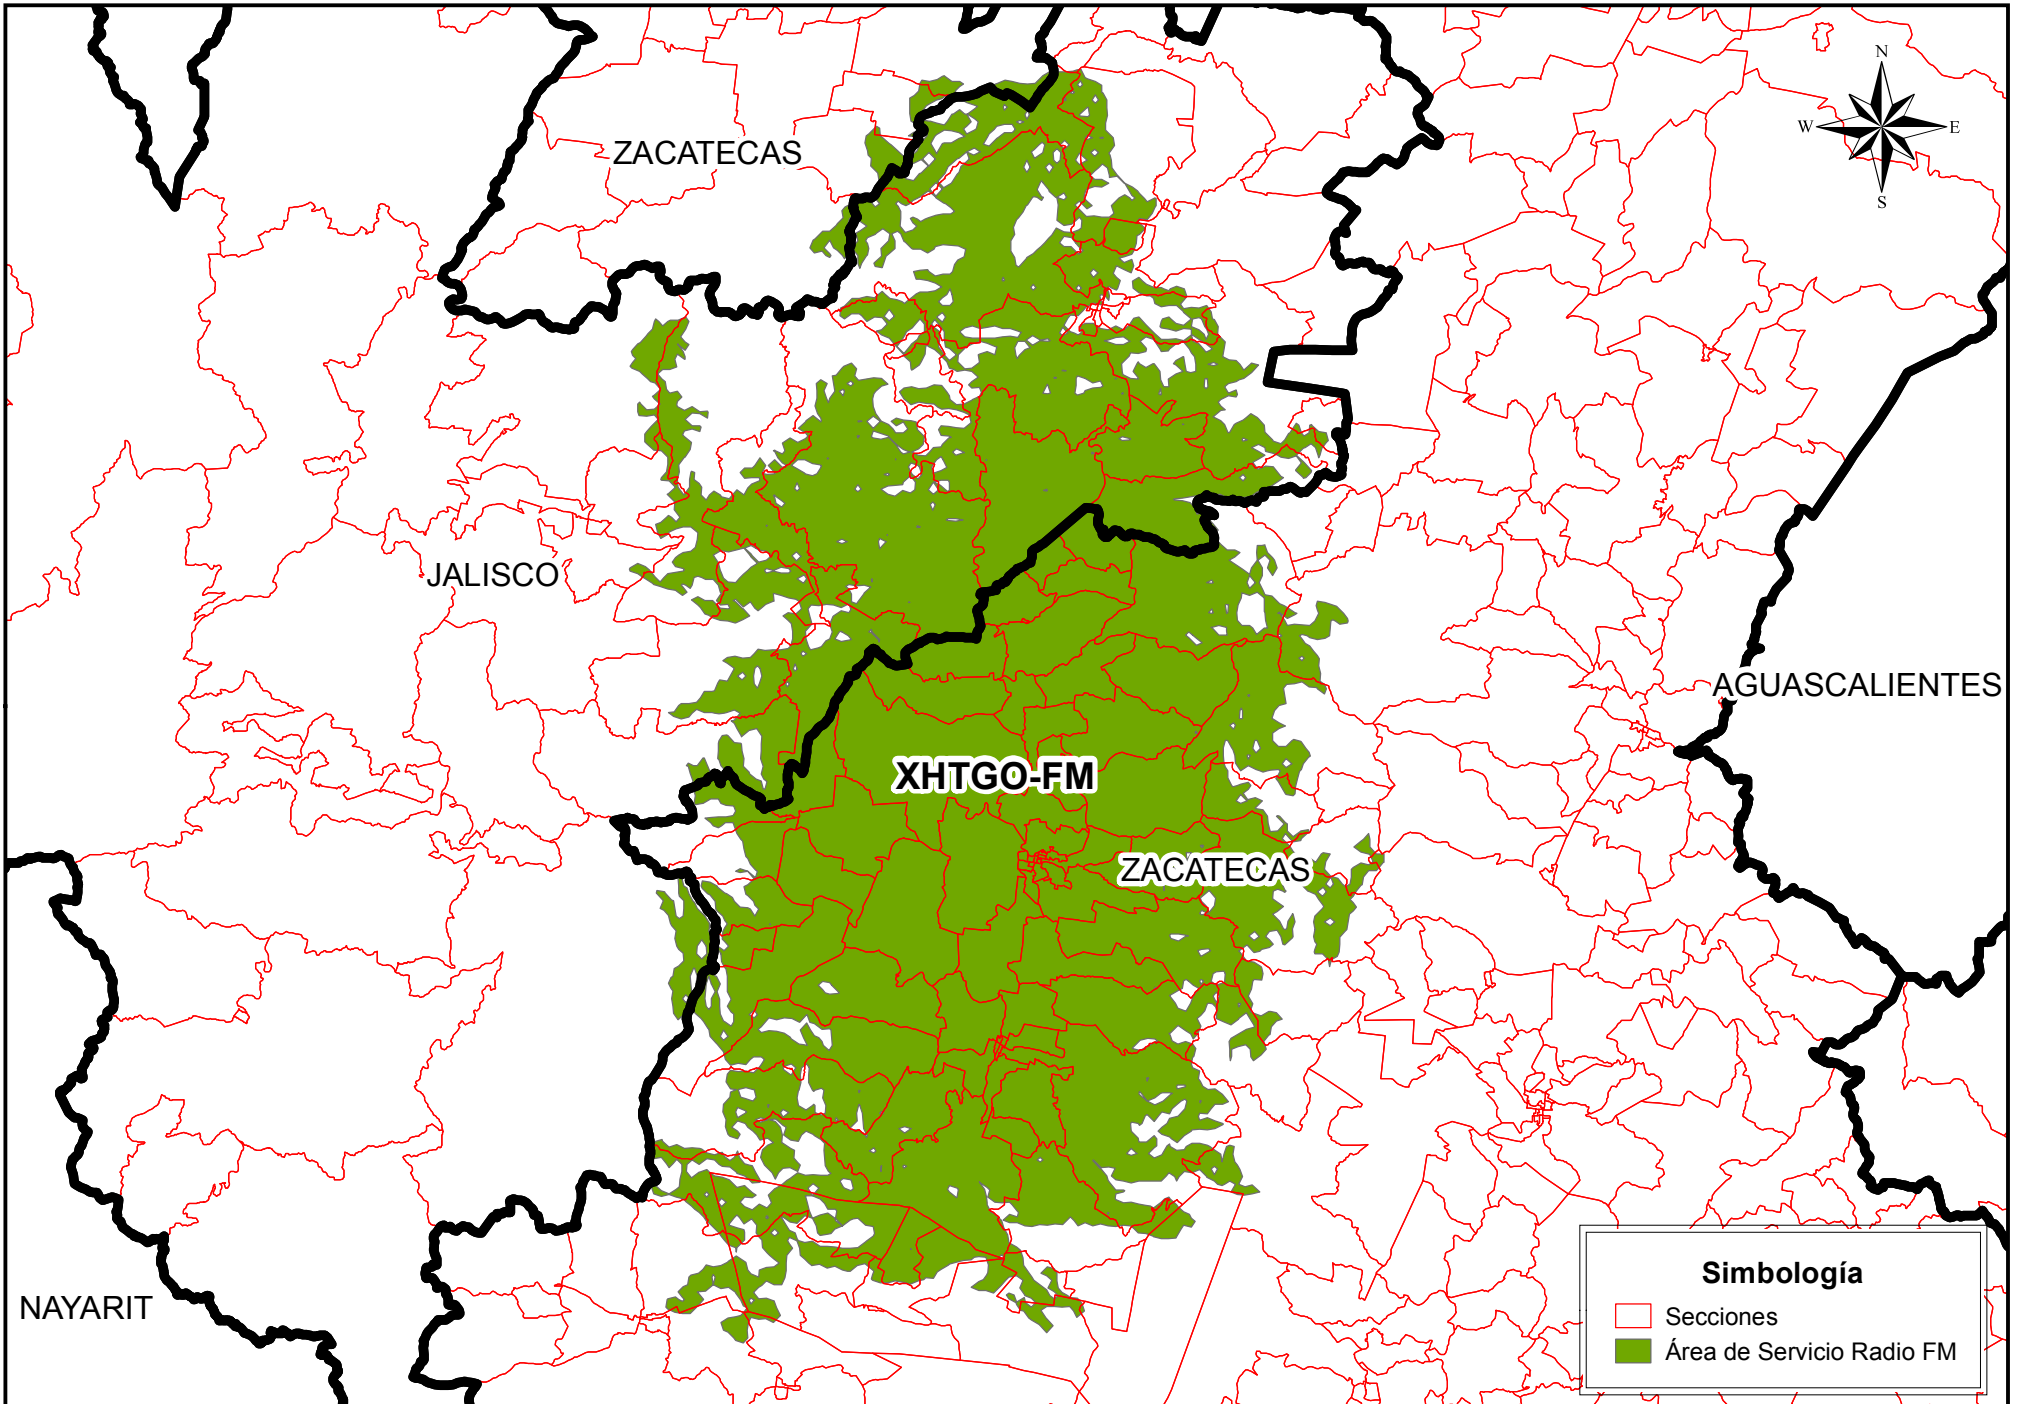 N
W E
S
ZACATECAS
JALISCO
AGUASCALIENTES
XHTGO-FM
ZACATECAS
NAYARIT
Simbología
Secciones
Área de Servicio Radio FM